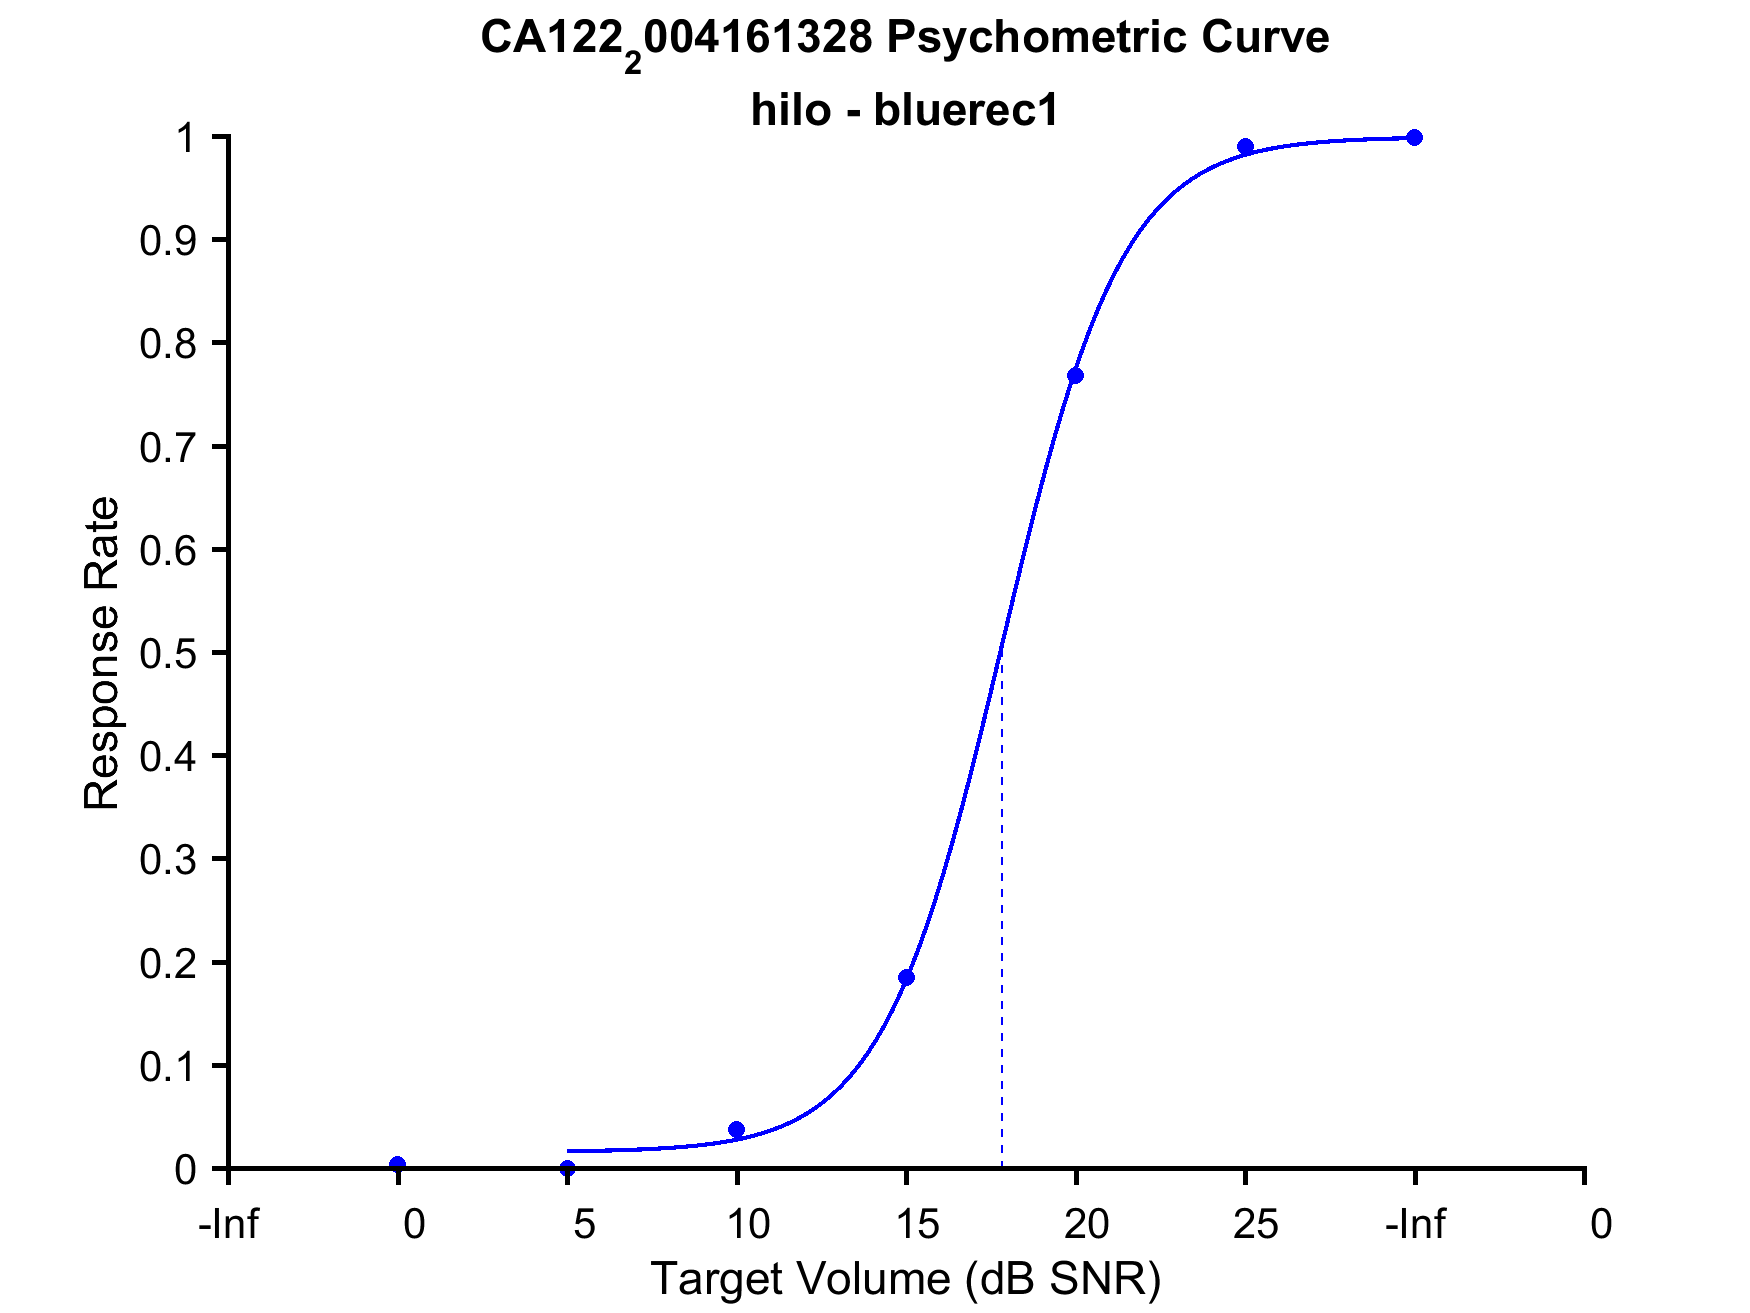 CA122₂004161328 Psychometric Curve
hilo - bluerec1
1
0.9
0.8
0.7
0.6
0.5
0.4
0.3
0.2
0.1
0
Response Rate
-Inf 0 5 10 15 20 25 -Inf 0
Target Volume (dB SNR)